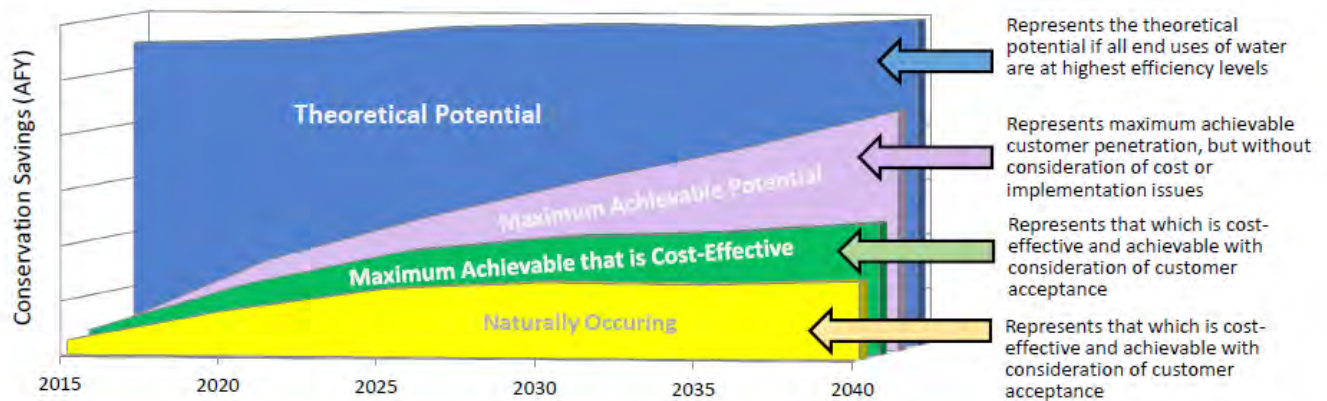 Conservation Savings (AFY)
Theoretical Potential
Maximum Achievable Potential
Maximum Achievable that is Cost-Effective
Naturally Occuring
2015
2020
2025
2030
2035
2040
Represents the theoretical
potential if all end uses of water
are at highest efficiency levels
Represents maximum achievable
customer penetration, but without
consideration of cost or
implementation issues
Represents that which is cost-
effective and achievable with
consideration of customer
acceptance
Represents that which is cost-
effective and achievable with
consideration of customer
acceptance